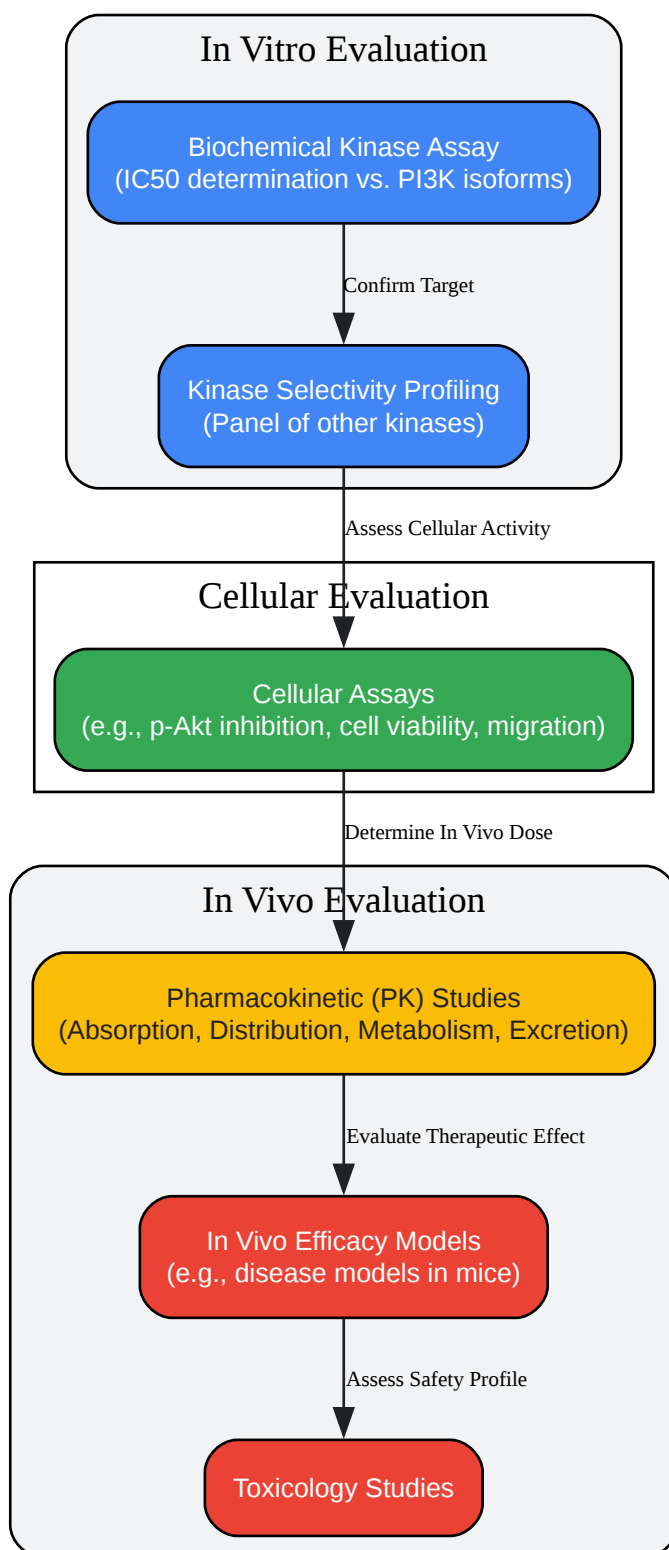 In Vitro Evaluation
Biochemical Kinase Assay
(IC50 determination vs. PI3K isoforms)
Confirm Target
Kinase Selectivity Profiling
(Panel of other kinases)
Assess Cellular Activity
Cellular Evaluation
Cellular Assays
(e.g., p-Akt inhibition, cell viability, migration)
Determine In Vivo Dose
In Vivo Evaluation
Pharmacokinetic (PK) Studies
(Absorption, Distribution, Metabolism, Excretion)
Evaluate Therapeutic Effect
In Vivo Efficacy Models
(e.g., disease models in mice)
Assess Safety Profile
Toxicology Studies